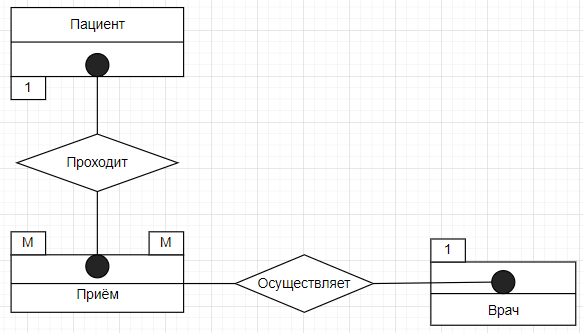 Пациент
1
Проходит
М
М
Приём
Осуществляет
1
Врач